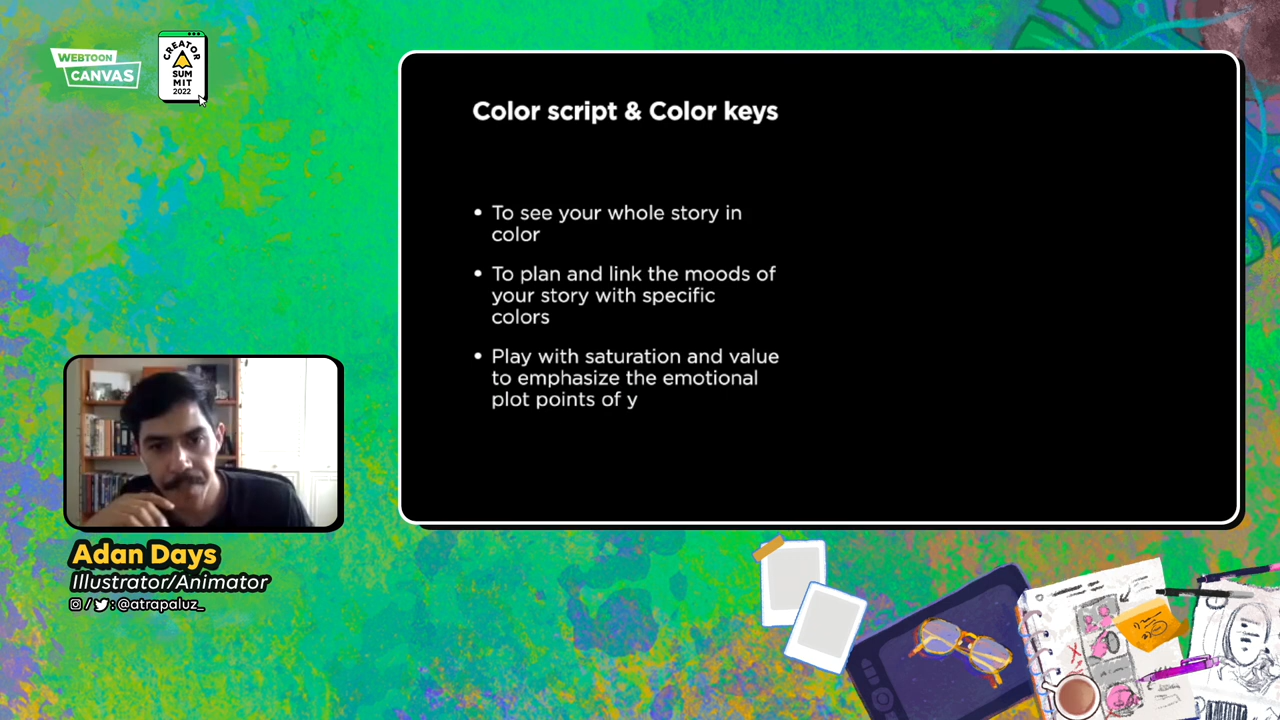 WEBTOON
CANVAS
CREATOR
SUM
MIT
2022
Color script & Color keys
• To see your whole story in
color
• To plan and link the moods of
your story with specific
colors
• Play with saturation and value
to emphasize the emotional
plot points of y
Adan Days
Illustrator/Animator
/ : @atrapaluz_